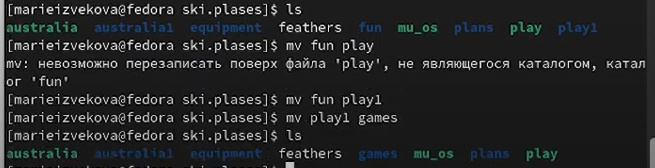 [marieizvekova@fedora ski.plases]$ ls
australia australia1 equipment feathers fun mu_os plans play play1
[marieizvekova@fedora ski.plases]$ mv fun play
mv: невозможно перезаписать поверх файла 'play', не являющегося каталогом, катал
ог 'fun'
[marieizvekova@fedora ski.plases]$ mv fun play1
[marieizvekova@fedora ski.plases]$ mv play1 games
[marieizvekova@fedora ski.plases]$ ls
australia australia1 equipment feathers games mu_os plans play